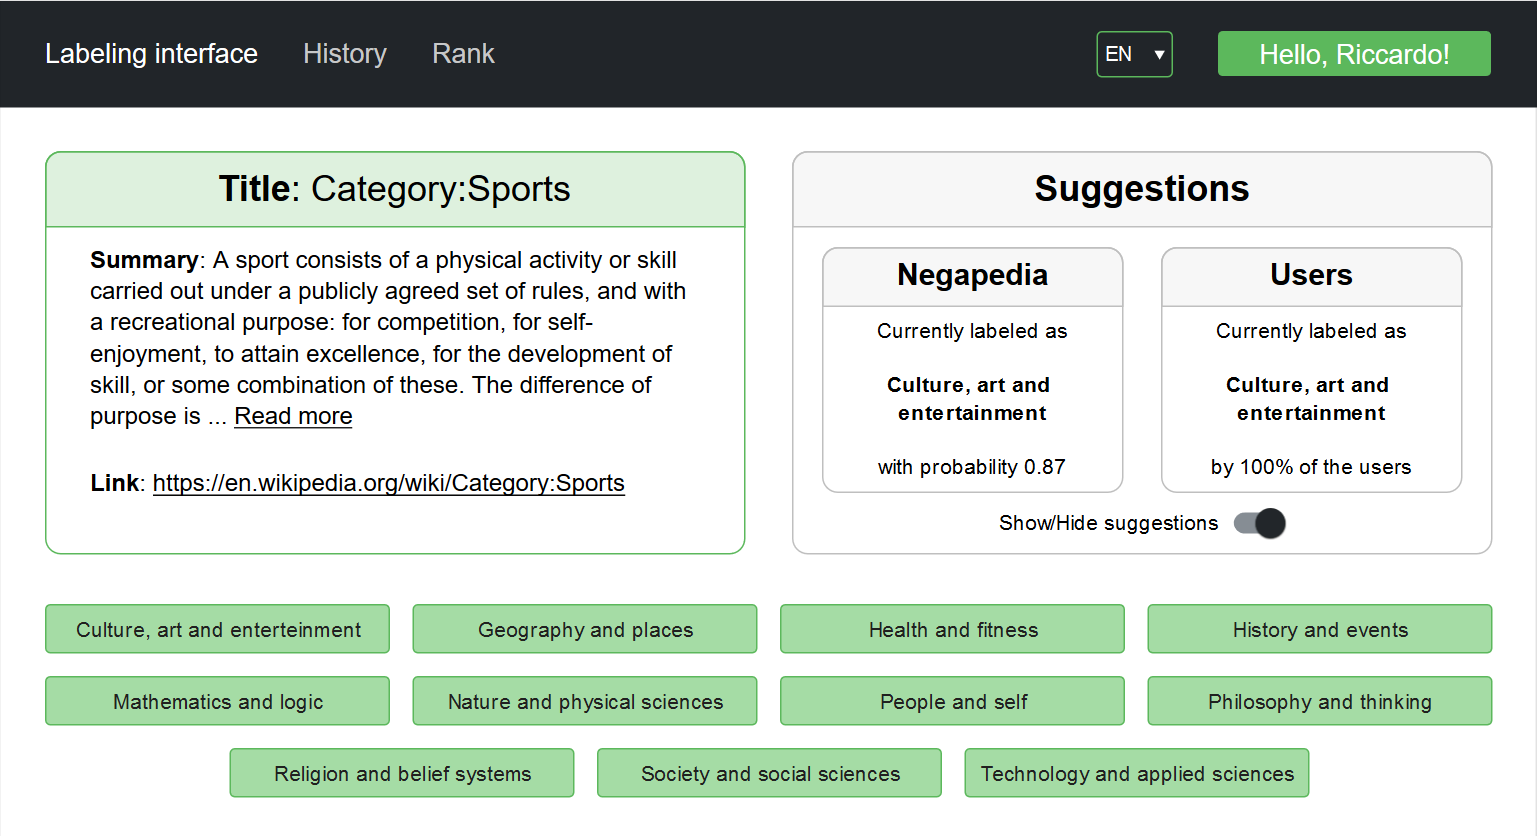 Labeling interface History Rank EN Hello, Riccardo!
Title: Category:Sports
Summary: A sport consists of a physical activity or skill
carried out under a publicly agreed set of rules, and with
a recreational purpose: for competition, for self-
enjoyment, to attain excellence, for the development of
skill, or some combination of these. The difference of
purpose is ... Read more
Link: https://en.wikipedia.org/wiki/Category:Sports
Suggestions
Negapedia
Currently labeled as
Culture, art and
entertainment
with probability 0.87
Users
Currently labeled as
Culture, art and
entertainment
by 100% of the users
Show/Hide suggestions
Culture, art and enterteinment
Geography and places
Health and fitness
History and events
Mathematics and logic
Nature and physical sciences
People and self
Philosophy and thinking
Religion and belief systems
Society and social sciences
Technology and applied sciences